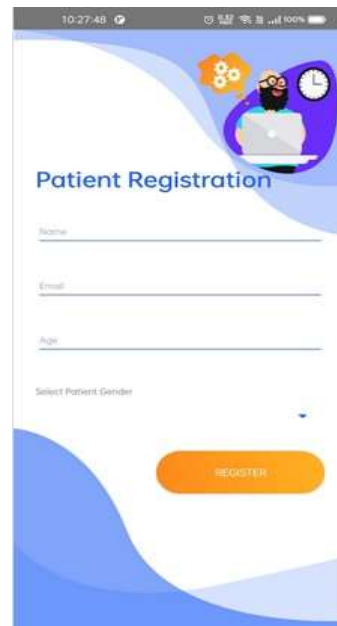 10:27:48
100%
Patient Registration
Name
Email
Age
Select Patient Gender
REGISTER